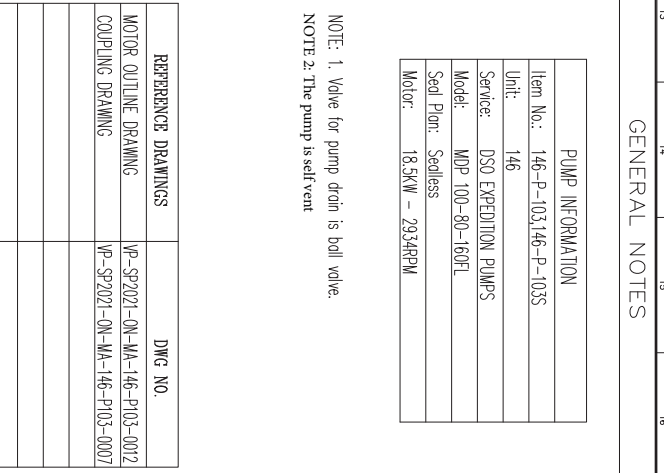 GENERAL NOTES
PUMP INFORMATION
Item No.: 146-P-103,146-P-103S
Unit: 146
Service: DSO EXPEDITION PUMPS
Model: MDP 100-80-160FL
Seal Plan: Sealless
Motor: 18.5KW - 2934RPM
NOTE: 1. Valve for pump drain is ball valve.
NOTE 2: The pump is self vent
REFERENCE DRAWINGS DWG NO.
MOTOR OUTLINE DRAWING VP-SP2021-ON-MA-146-P103-0012
COUPLING DRAWING VP-SP2021-ON-MA-146-P103-0007